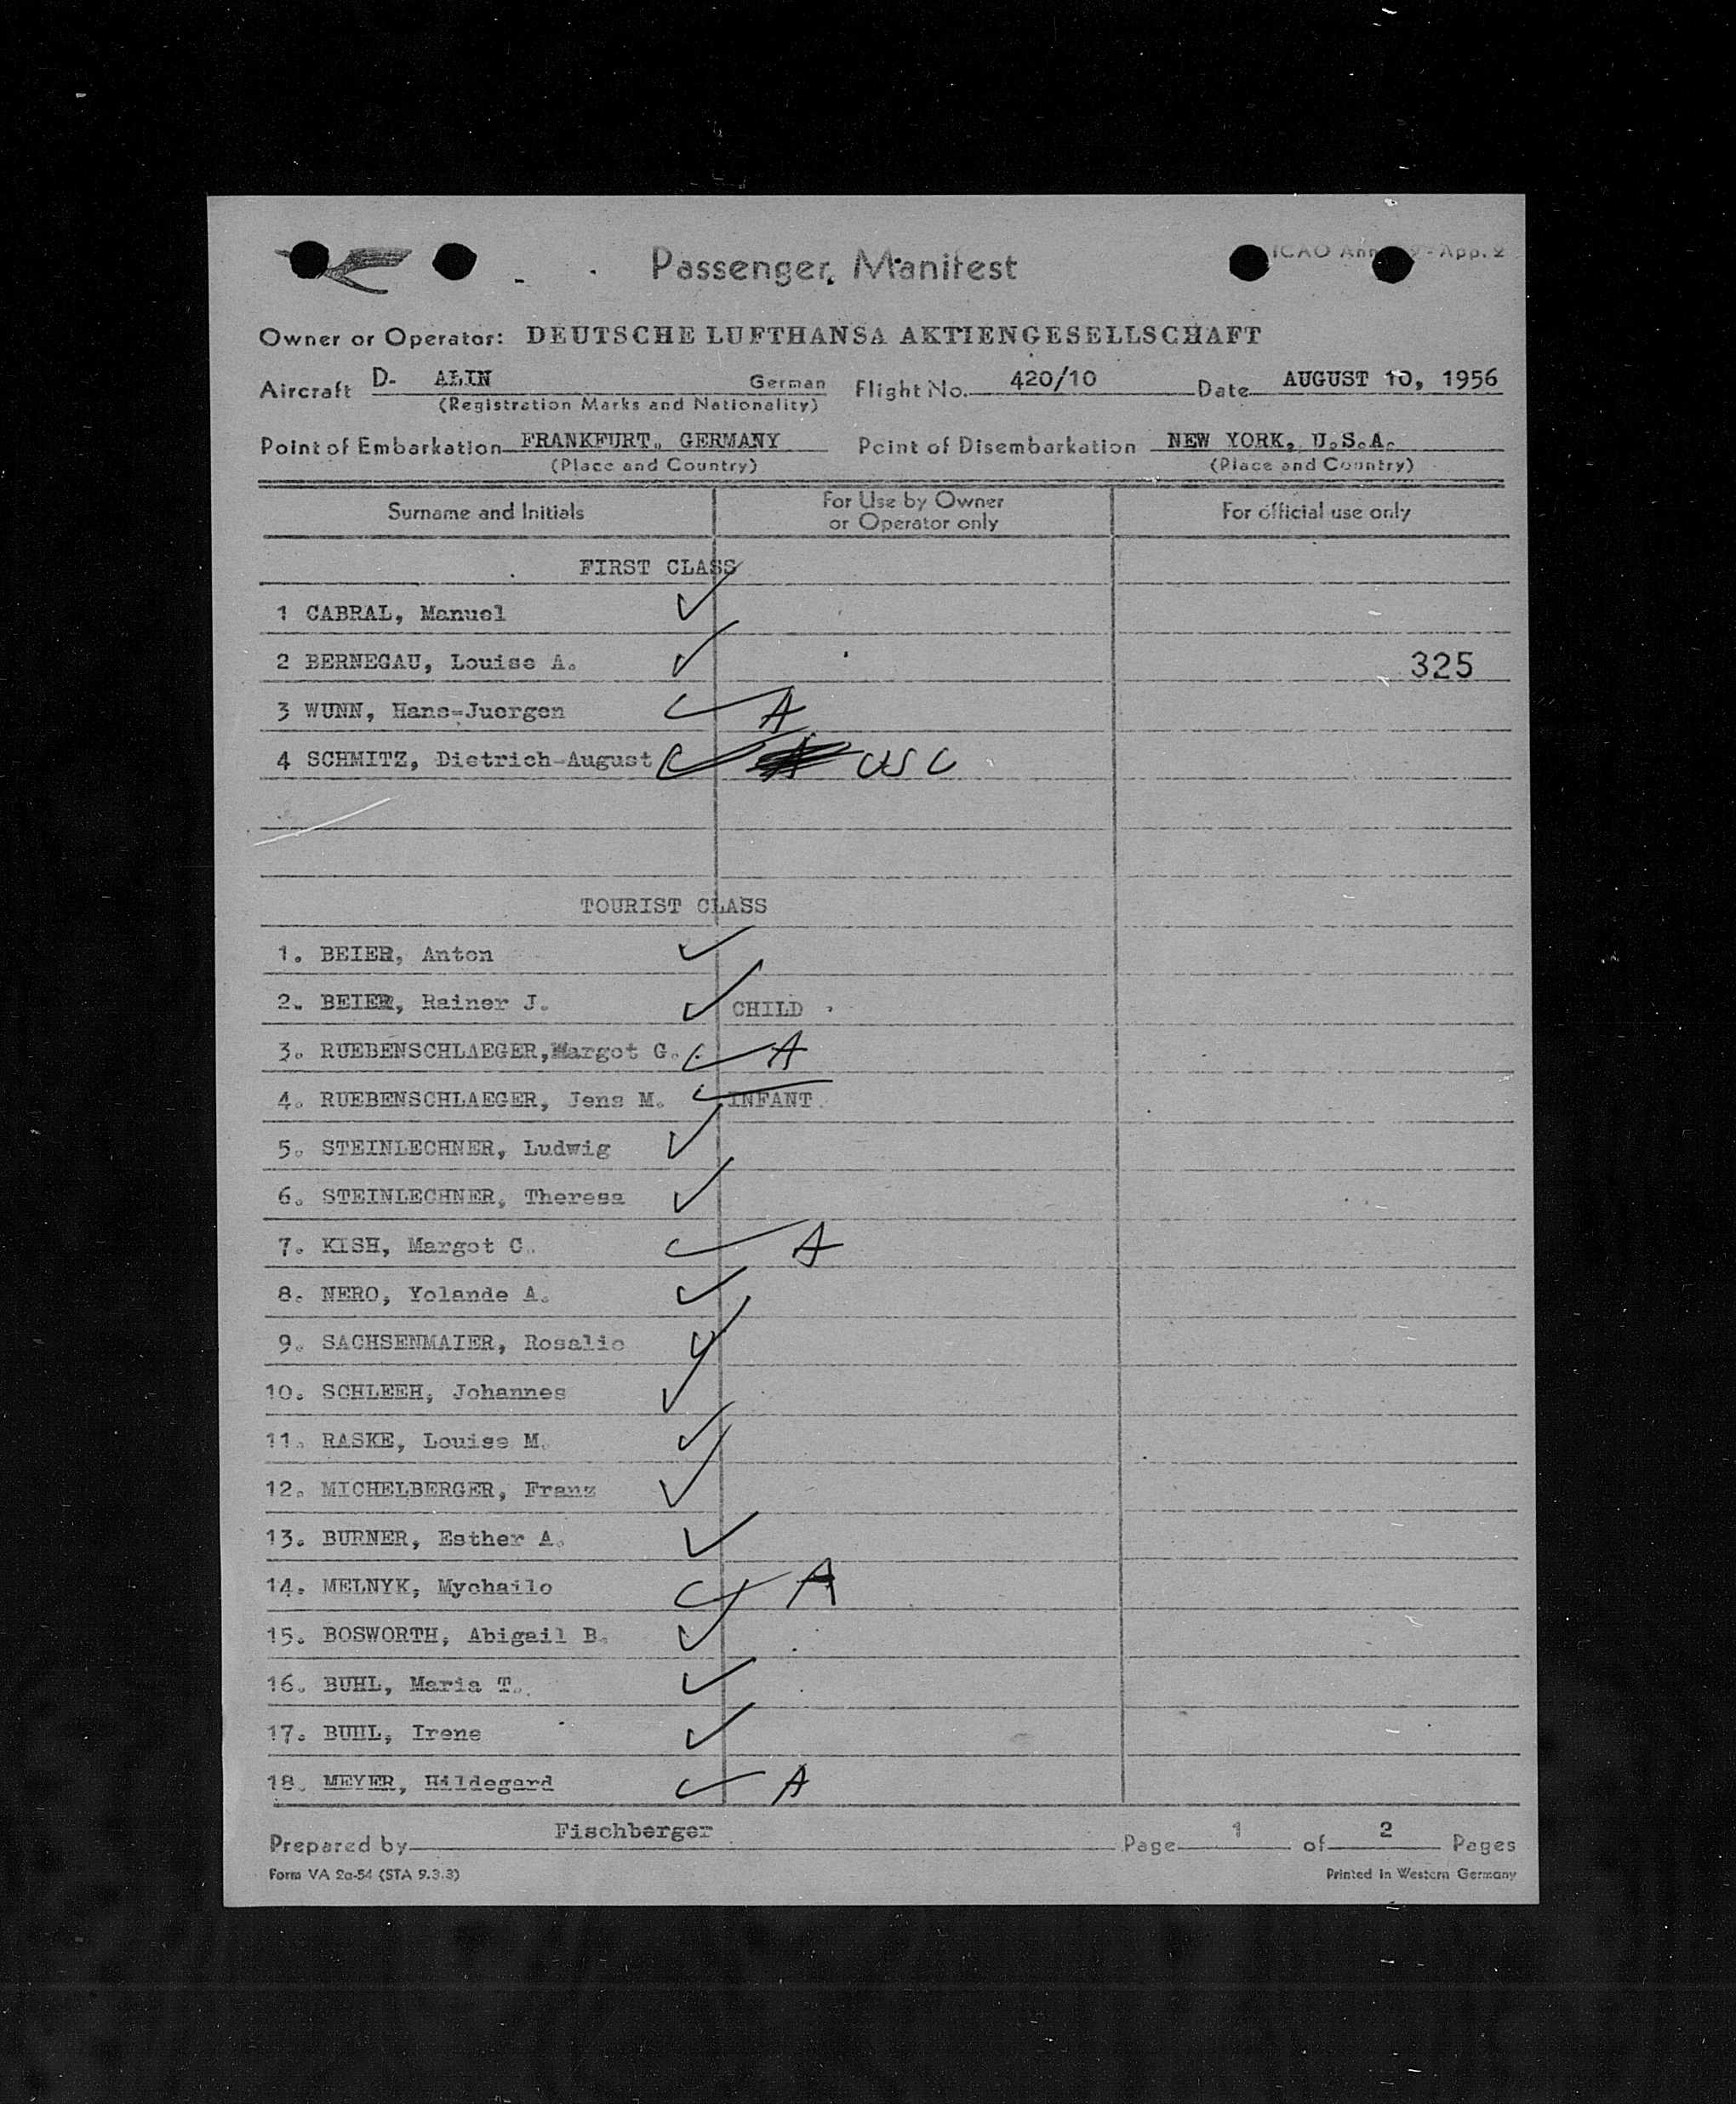 Passenger Manifest
ICAO Annex 9 - App. 2
Owner or Operator: DEUTSCHE LUFTHANSA AKTIENGESELLSCHAFT
Aircraft D- ALIN German Flight No. 420/10 Date AUGUST 10, 1956
(Registration Marks and Nationality)
Point of Embarkation FRANKFURT, GERMANY Point of Disembarkation NEW YORK, U.S.A.
(Place and Country) (Place and Country)
Surname and Initials For Use by Owner or Operator only For official use only
FIRST CLASS
1 CABRAL, Manuel ✓
2 BERNEGAU, Louise A. ✓ 325
3 WUNN, Hans-Juergen ✓ A
4 SCHMITZ, Dietrich-August ✓ A USC
TOURIST CLASS
1. BEIER, Anton ✓
2. BEIER, Rainer J. ✓ CHILD
3. RUEBENSCHLAEGER, Margot G. ✓ A
4. RUEBENSCHLAEGER, Jens M. ✓ INFANT
5. STEINLECHNER, Ludwig ✓
6. STEINLECHNER, Theresa ✓
7. KISH, Margot C. ✓ A
8. NERO, Yolande A. ✓
9. SACHSENMAIER, Rosalie ✓
10. SCHLEEH, Johannes ✓
11. RASKE, Louise M. ✓
12. MICHELBERGER, Franz ✓
13. BURNER, Esther A. ✓
14. MELNYK, Mychailo ✓ A
15. BOSWORTH, Abigail B. ✓
16. BUHL, Maria T. ✓
17. BUHL, Irene ✓
18. MEYER, Hildegard ✓ A
Prepared by Fischberger Page 1 of 2 Pages
Form VA 2a-54 (STA 9.3.3) Printed in Western Germany